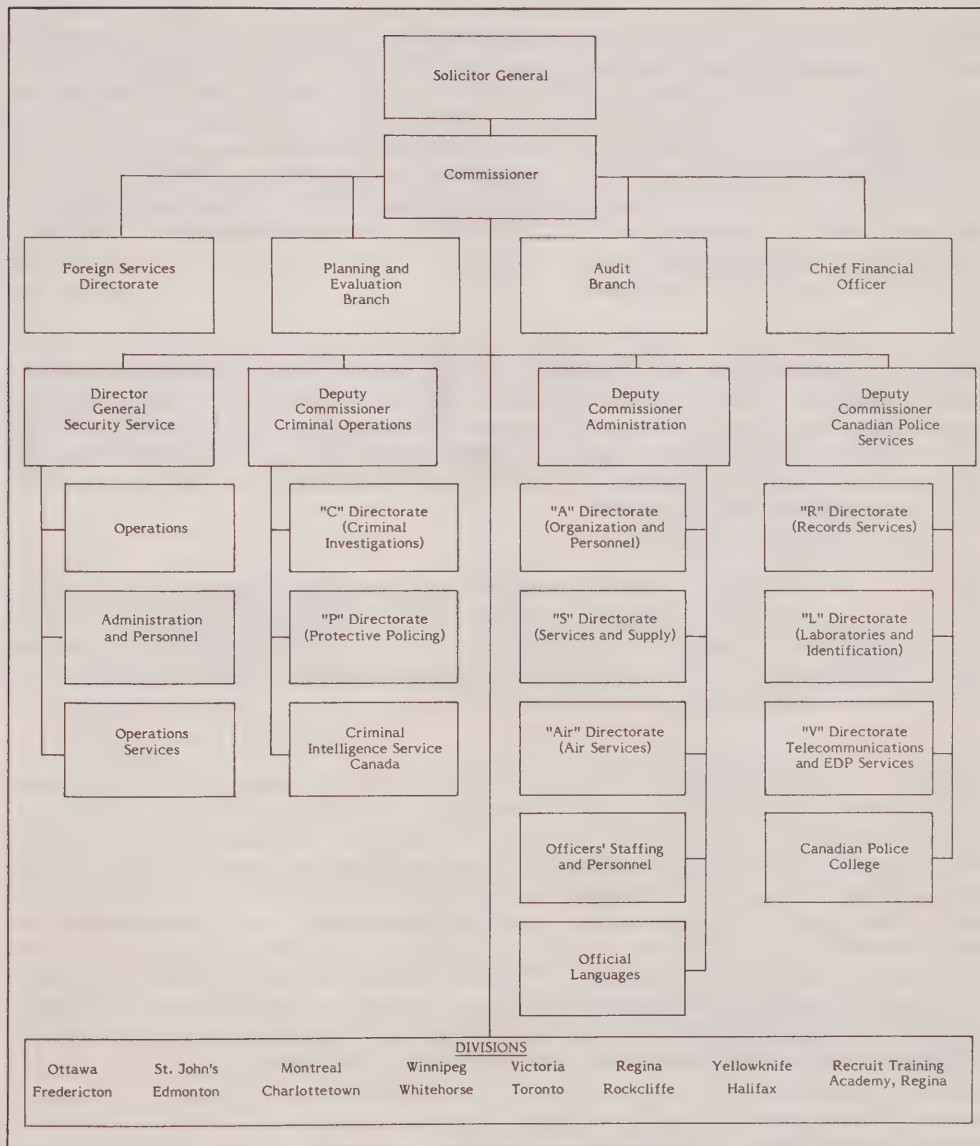 Solicitor General
Commissioner
Foreign Services
Directorate
Planning and
Evaluation
Branch
Audit
Branch
Chief Financial
Officer
Director
General
Security Service
Deputy
Commissioner
Criminal Operations
Deputy
Commissioner
Administration
Deputy
Commissioner
Canadian Police
Services
Operations
Administration
and Personnel
Operations
Services
"C" Directorate
(Criminal
Investigations)
"P" Directorate
(Protective Policing)
Criminal
Intelligence Service
Canada
"A" Directorate
(Organization and
Personnel)
"S" Directorate
(Services and Supply)
"Air" Directorate
(Air Services)
Officers' Staffing
and Personnel
Official
Languages
"R" Directorate
(Records Services)
"L" Directorate
(Laboratories and
Identification)
"V" Directorate
Telecommunications
and EDP Services
Canadian Police
College
DIVISIONS
Ottawa St. John's Montreal Winnipeg Victoria Regina Yellowknife Recruit Training
Fredericton Edmonton Charlottetown Whitehorse Toronto Rockcliffe Halifax Academy, Regina